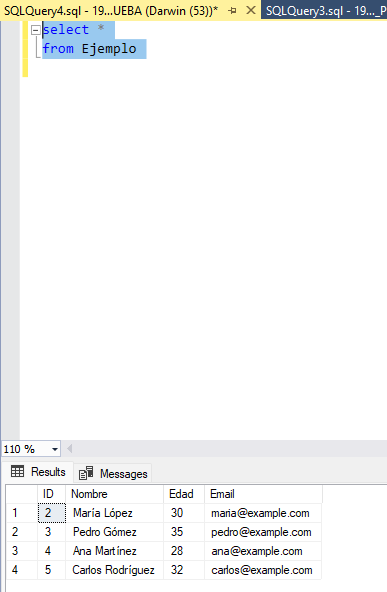 SQLQuery4.sql - 19...UEBA (Darwin (53))* SQLQuery3.sql - 19..._P
select *
from Ejemplo
110 %
Results Messages
ID Nombre Edad Email
1 2 María López 30 maria@example.com
2 3 Pedro Gómez 35 pedro@example.com
3 4 Ana Martínez 28 ana@example.com
4 5 Carlos Rodríguez 32 carlos@example.com